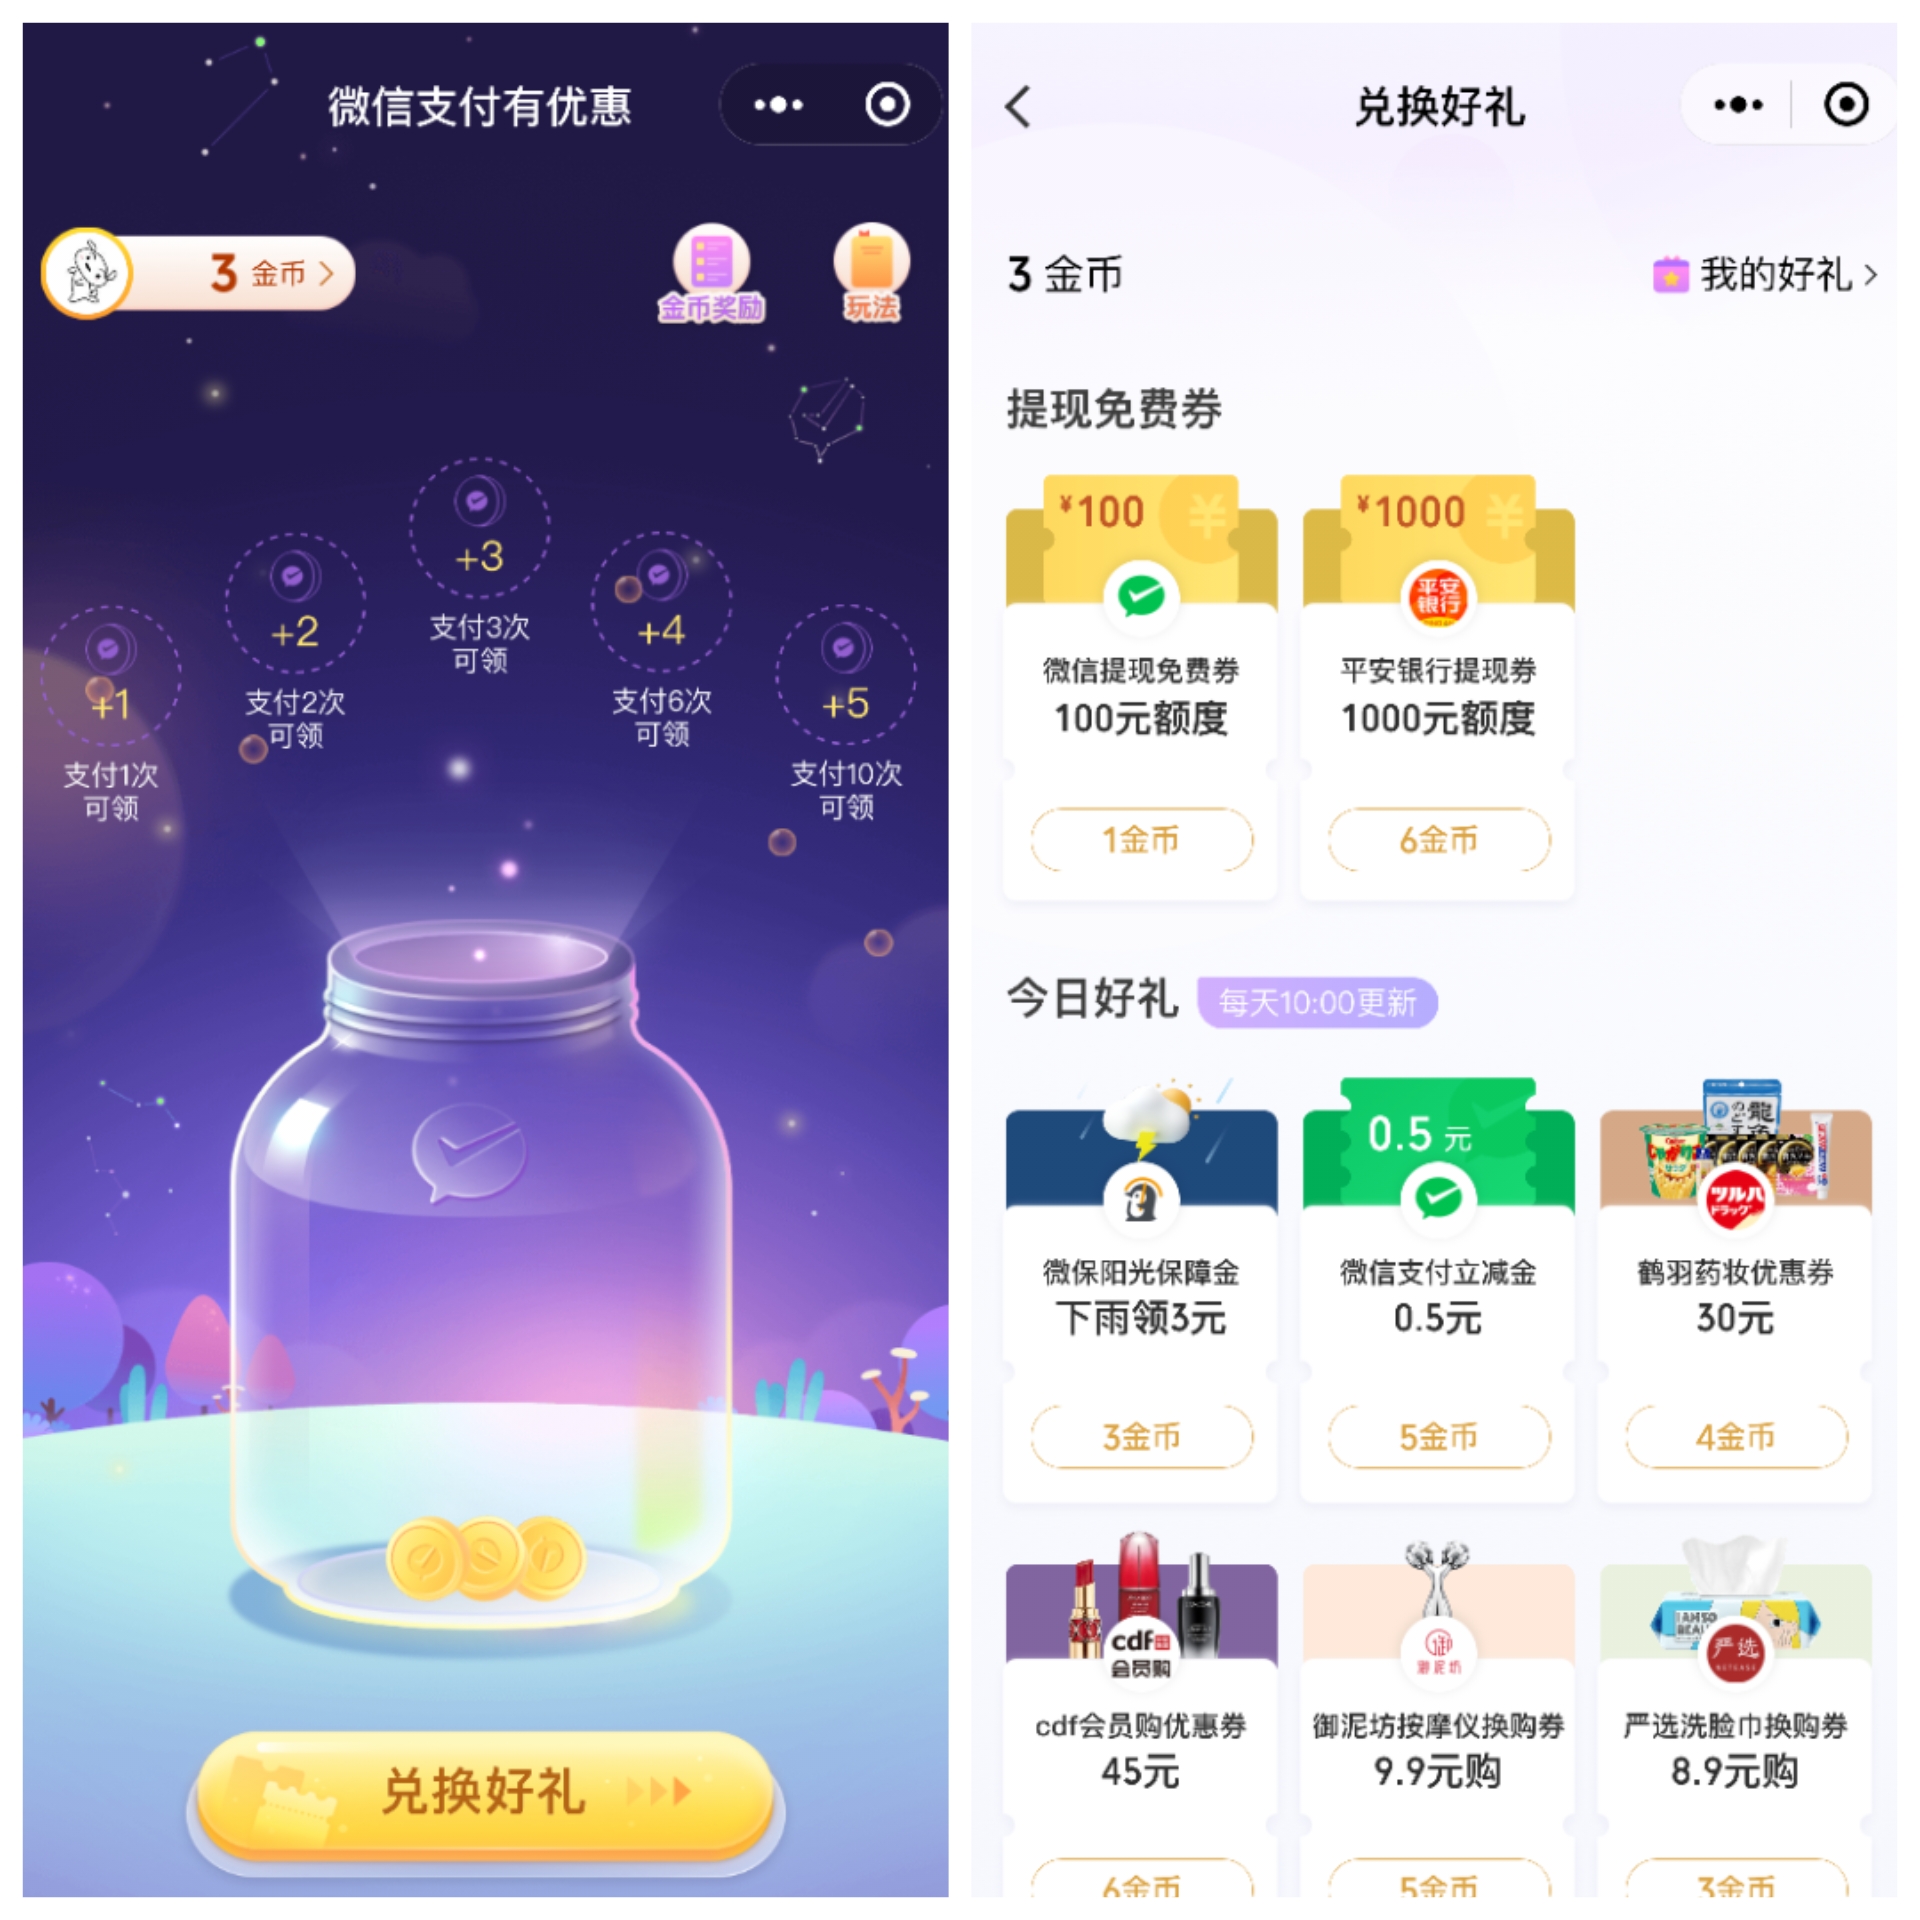 微信支付有优惠
3 金币
金币奖励
玩法
+3
支付3次
可领
+2
支付2次
可领
+4
支付6次
可领
+1
支付1次
可领
+5
支付10次
可领
兑换好礼
兑换好礼
3 金币
我的好礼
提现免费券
¥100
¥
微信提现免费券
100元额度
1金币
¥1000
¥
平安
银行
平安银行提现券
1000元额度
6金币
今日好礼
每天10:00更新
微保阳光保障金
下雨领3元
3金币
0.5 元
微信支付立减金
0.5元
5金币
龍角
ツルハ
ドラッグ
鹤羽药妆优惠券
30元
4金币
cdf
会员购
cdf会员购优惠券
45元
6金币
御
御泥坊
御泥坊按摩仪换购券
9.9元购
5金币
严选
NETEASE
严选洗脸巾换购券
8.9元购
3金币